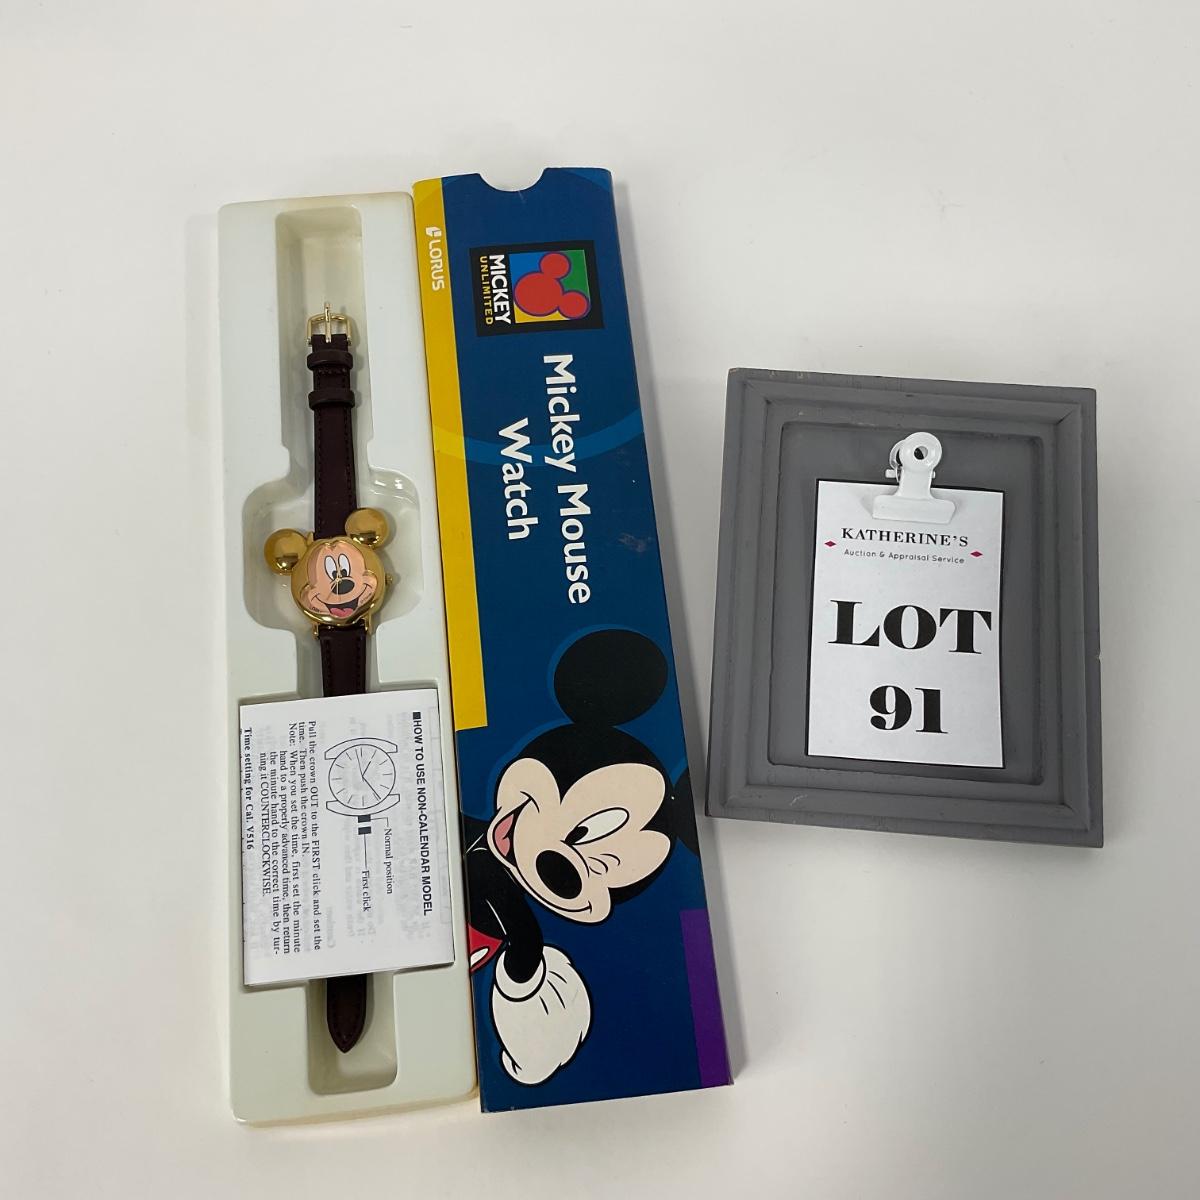 LORUS
MICKEY
UNLIMITED
Mickey Mouse
Watch
■HOW TO USE NON-CALENDAR MODEL
Normal position
First click
Pull the crown OUT to the FIRST click and set the
time. Then push the crown IN.
Note: When you set the time, first set the minute
hand to a properly advanced time, then return
the minute hand to the correct time by tur-
ning it COUNTERCLOCKWISE.
Time setting for Cal. V516
KATHERINE'S
Auction & Appraisal Service
LOT
91